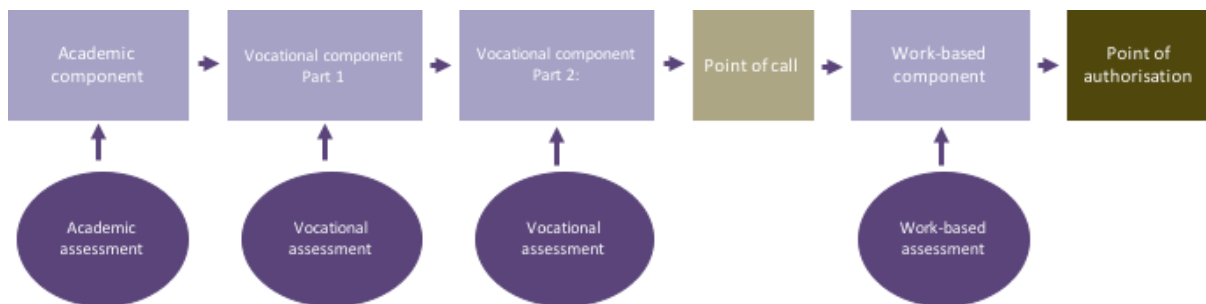 Academic
component
Vocational component
Part 1
Vocational component
Part 2:
Point of call
Work-based
component
Point of
authorisation
Academic
assessment
Vocational
assessment
Vocational
assessment
Work-based
assessment